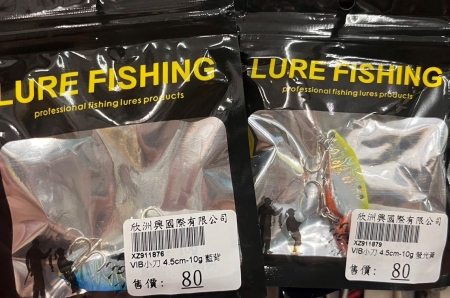 LURE FISHING
professional fishing lures products
欣洲興國際有限公司
XZ911876
VIB小刀 4.5cm-10g 藍背
售價: 80
LURE FISHING
professional fishing lures products
欣洲興國際有限公司
XZ911879
VIB小刀 4.5cm-10g 螢光黃
售價: 80